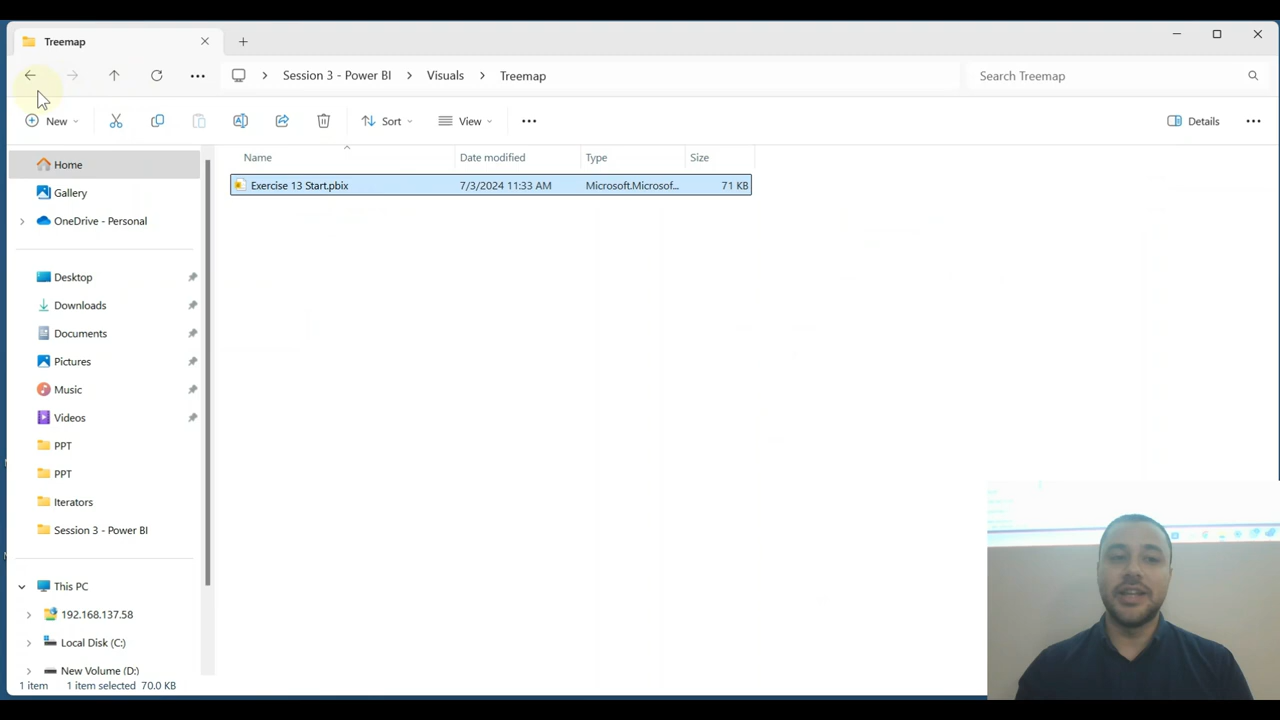 Treemap
Session 3 - Power BI
Visuals
Treemap
Search Treemap
New
Sort
View
Details
Name
Date modified
Type
Size
Exercise 13 Start.pbix
7/3/2024 11:33 AM
Microsoft.Microsof...
71 KB
Home
Gallery
OneDrive - Personal
Desktop
Downloads
Documents
Pictures
Music
Videos
PPT
PPT
Iterators
Session 3 - Power BI
This PC
192.168.137.58
Local Disk (C:)
New Volume (D:)
1 item
1 item selected 70.0 KB